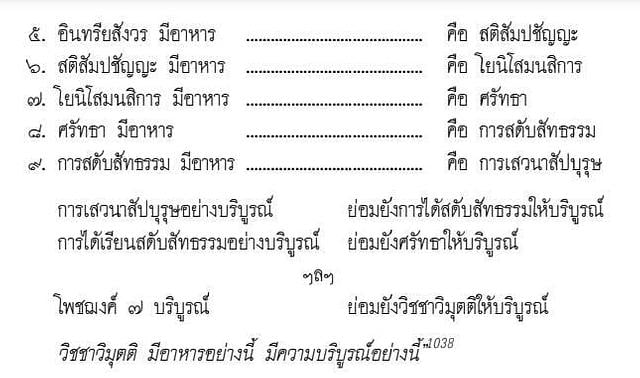 ๕. อินทรียสังวร มีอาหาร ............................................ คือ สติสัมปชัญญะ
๖. สติสัมปชัญญะ มีอาหาร ............................................ คือ โยนิโสมนสิการ
๗. โยนิโสมนสิการ มีอาหาร ............................................ คือ ศรัทธา
๘. ศรัทธา มีอาหาร ............................................ คือ การสดับสัทธรรม
๙. การสดับสัทธรรม มีอาหาร ............................................ คือ การเสวนาสัปบุรุษ
การเสวนาสัปบุรุษอย่างบริบูรณ์ ย่อมยังการได้สดับสัทธรรมให้บริบูรณ์
การได้เรียนสดับสัทธรรมอย่างบริบูรณ์ ย่อมยังศรัทธาให้บริบูรณ์
ฯลฯ
โพชฌงค์ ๗ บริบูรณ์ ย่อมยังวิชชาวิมุตติให้บริบูรณ์
วิชชาวิมุตติ มีอาหารอย่างนี้ มีความบริบูรณ์อย่างนี้”1038